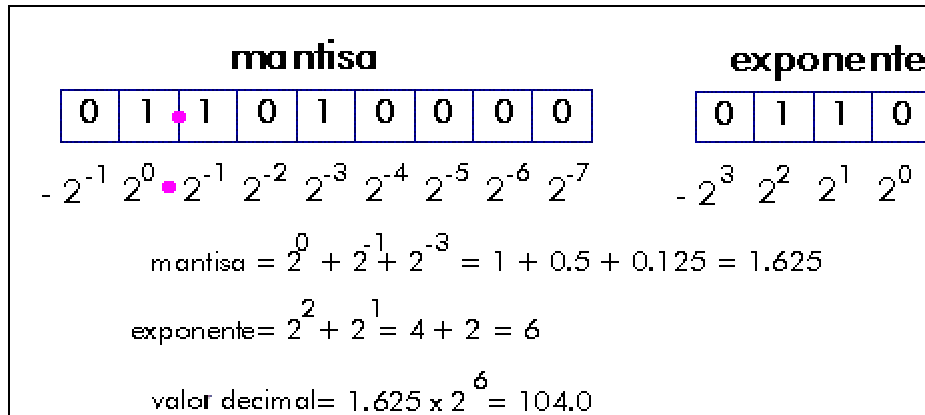 mantisa exponente
0 1 1 0 1 0 0 0 0 0 1 1 0
- 2^-1 2^0 2^-1 2^-2 2^-3 2^-4 2^-5 2^-6 2^-7 - 2^3 2^2 2^1 2^0
mantisa = 2^0 + 2^-1 + 2^-3 = 1 + 0.5 + 0.125 = 1.625
exponente= 2^2 + 2^1 = 4 + 2 = 6
valor decimal= 1.625 x 2^6 = 104.0